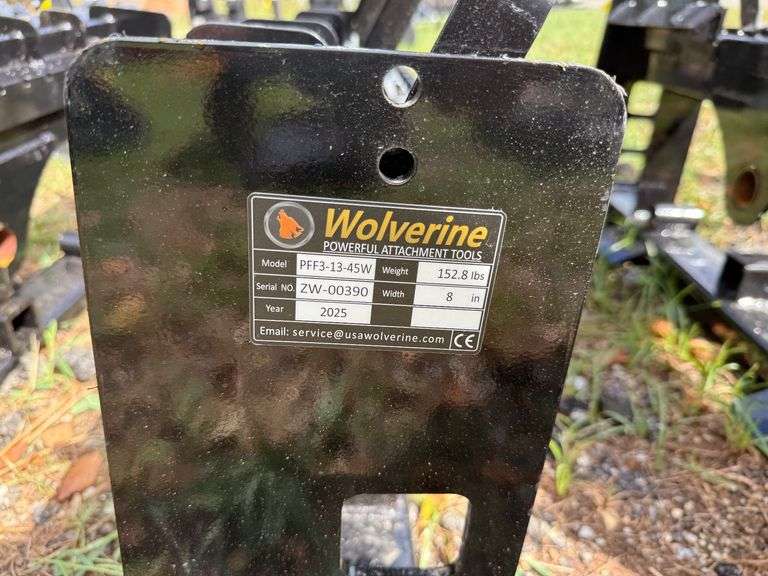 Wolverine
POWERFUL ATTACHMENT TOOLS
Model PFF3-13-45W Weight 152.8 lbs
Serial NO. ZW-00390 Width 8 in
Year 2025
Email: service@usawolverine.com CE